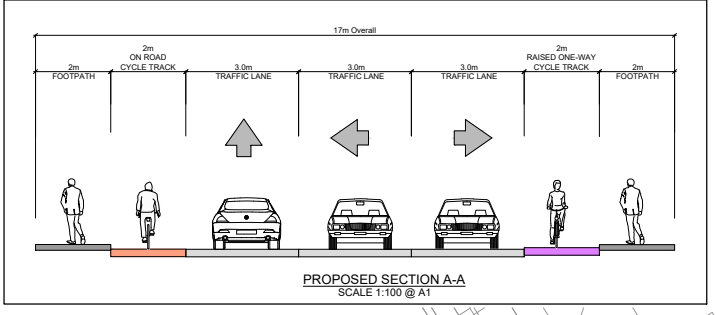 17m Overall
2m
FOOTPATH
2m
ON ROAD
CYCLE TRACK
3.0m
TRAFFIC LANE
3.0m
TRAFFIC LANE
3.0m
TRAFFIC LANE
2m
RAISED ONE-WAY
CYCLE TRACK
2m
FOOTPATH
PROPOSED SECTION A-A
SCALE 1:100 @ A1